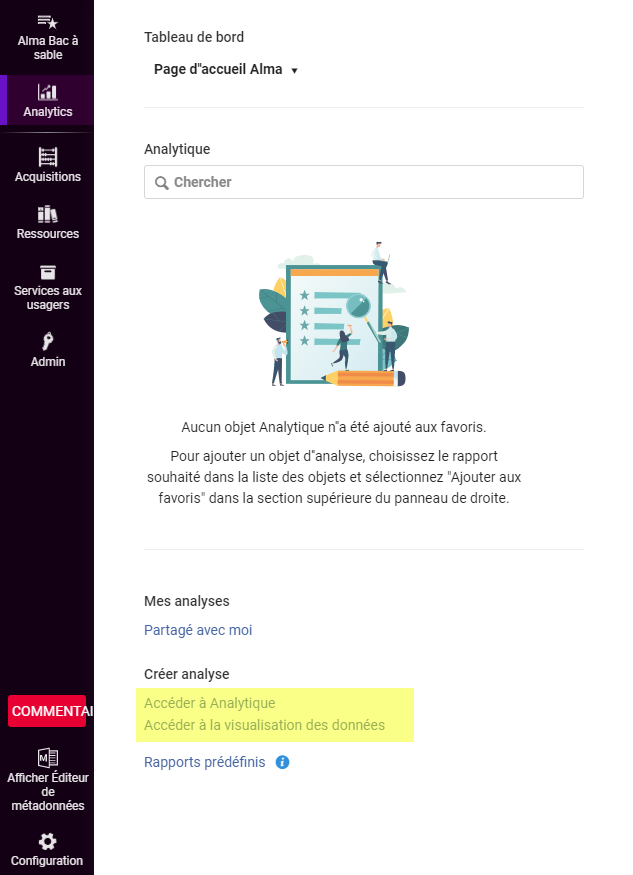 Alma Bac à
sable
Analytics
Acquisitions
Ressources
Services aux
usagers
Admin
COMMENTAI
Afficher Éditeur
de
métadonnées
Configuration
Tableau de bord
Page d"accueil Alma
Analytique
Chercher
Aucun objet Analytique n"a été ajouté aux favoris.
Pour ajouter un objet d"analyse, choisissez le rapport
souhaité dans la liste des objets et sélectionnez "Ajouter aux
favoris" dans la section supérieure du panneau de droite.
Mes analyses
Partagé avec moi
Créer analyse
Accéder à Analytique
Accéder à la visualisation des données
Rapports prédéfinis